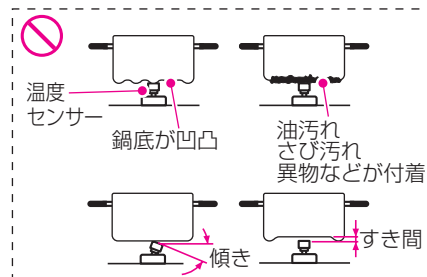 温度
センサー
鍋底が凹凸
油汚れ
さび汚れ
異物などが付着
傾き
すき間